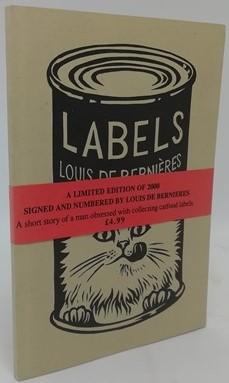 LABELS
LOUIS DE BERNIÈRES
A LIMITED EDITION OF 2000
SIGNED AND NUMBERED BY LOUIS DE BERNIERES
A short story of a man obsessed with collecting catfood labels
£4.99